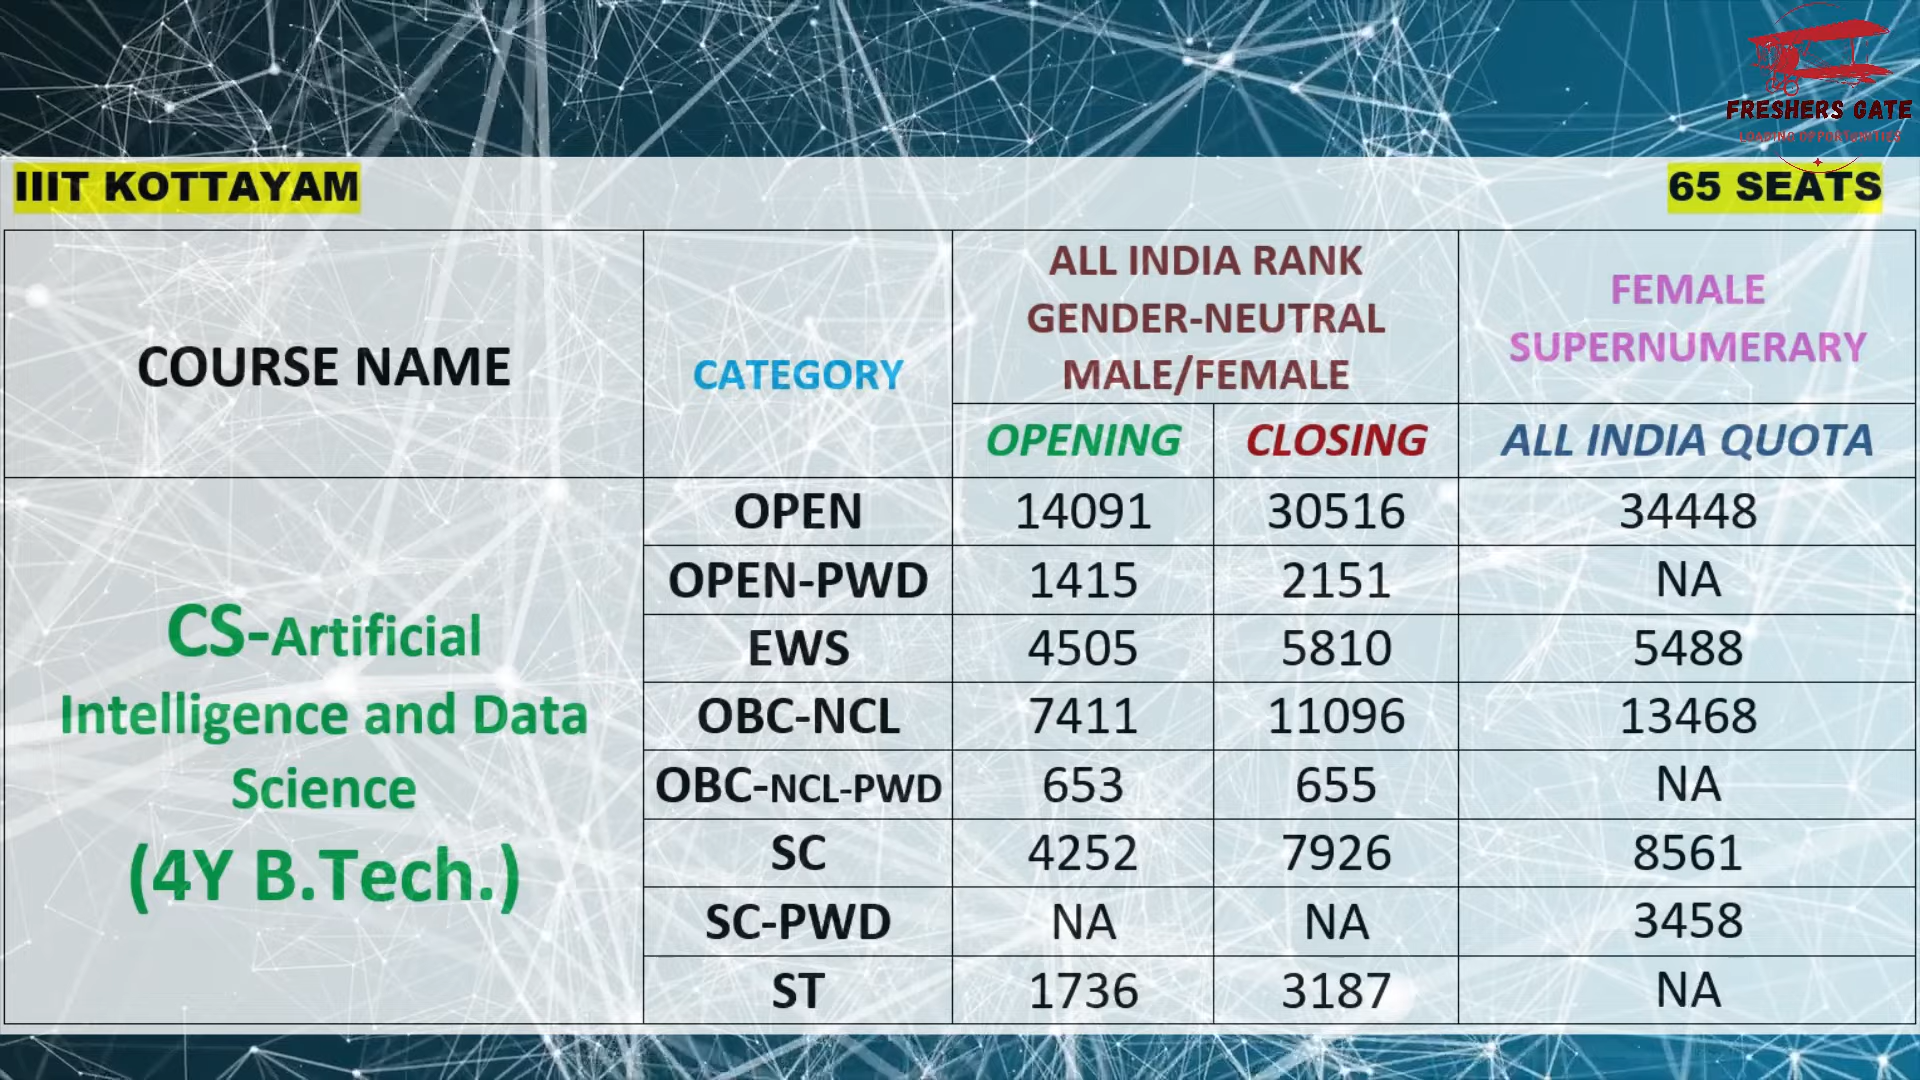 FRESHERS GATE
LOADING OPPORTUNITIES
IIIT KOTTAYAM
65 SEATS
COURSE NAME
CATEGORY
ALL INDIA RANK
GENDER-NEUTRAL
MALE/FEMALE
FEMALE
SUPERNUMERARY
OPENING CLOSING ALL INDIA QUOTA
CS-Artificial
Intelligence and Data
Science
(4Y B.Tech.)
OPEN 14091 30516 34448
OPEN-PWD 1415 2151 NA
EWS 4505 5810 5488
OBC-NCL 7411 11096 13468
OBC-NCL-PWD 653 655 NA
SC 4252 7926 8561
SC-PWD NA NA 3458
ST 1736 3187 NA